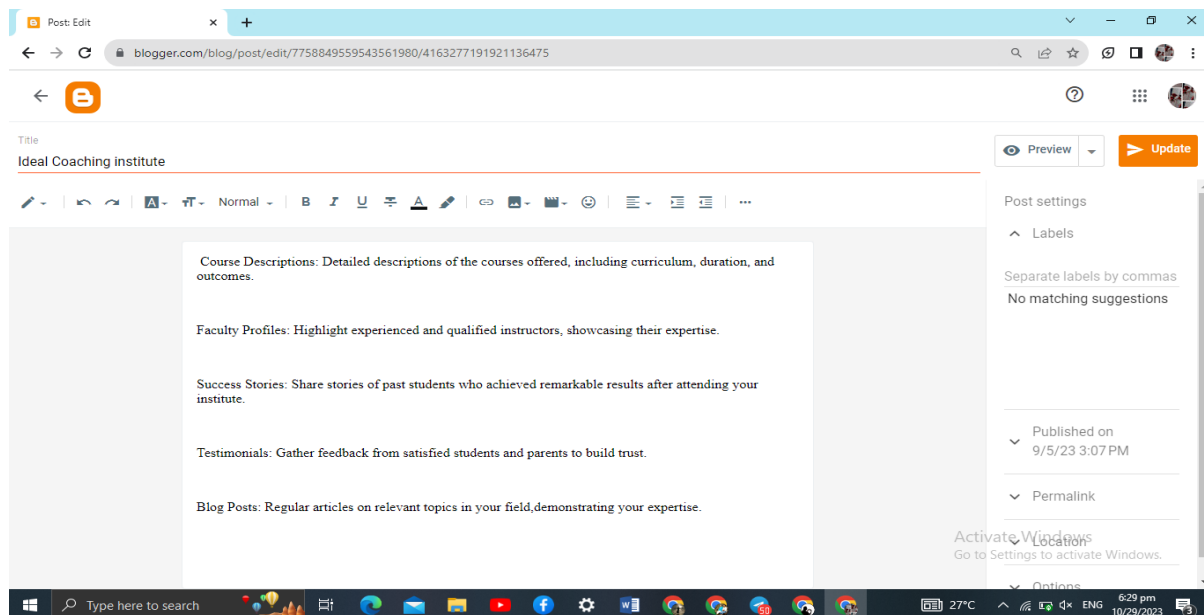 Post: Edit
blogger.com/blog/post/edit/7758849559543561980/4163277191921136475
Title
Ideal Coaching institute
Preview
Update
Normal
B I U A
Post settings
Labels
Separate labels by commas
No matching suggestions
Course Descriptions: Detailed descriptions of the courses offered, including curriculum, duration, and
outcomes.
Faculty Profiles: Highlight experienced and qualified instructors, showcasing their expertise.
Success Stories: Share stories of past students who achieved remarkable results after attending your
institute.
Testimonials: Gather feedback from satisfied students and parents to build trust.
Blog Posts: Regular articles on relevant topics in your field,demonstrating your expertise.
Published on
9/5/23 3:07 PM
Permalink
Location
Options
Activate Windows
Go to Settings to activate Windows.
Type here to search
27°C
ENG
6:29 pm
10/29/2023